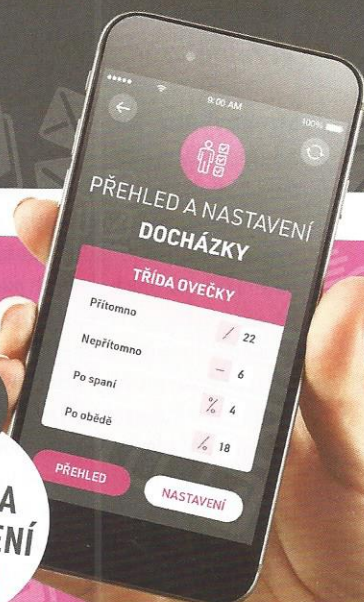 9:00 AM
100%
PŘEHLED A NASTAVENÍ
DOCHÁZKY
TŘÍDA OVEČKY
Přítomno / 22
Nepřítomno — 6
Po spaní % 4
Po obědě /. 18
PŘEHLED
NASTAVENÍ
A
ENÍ